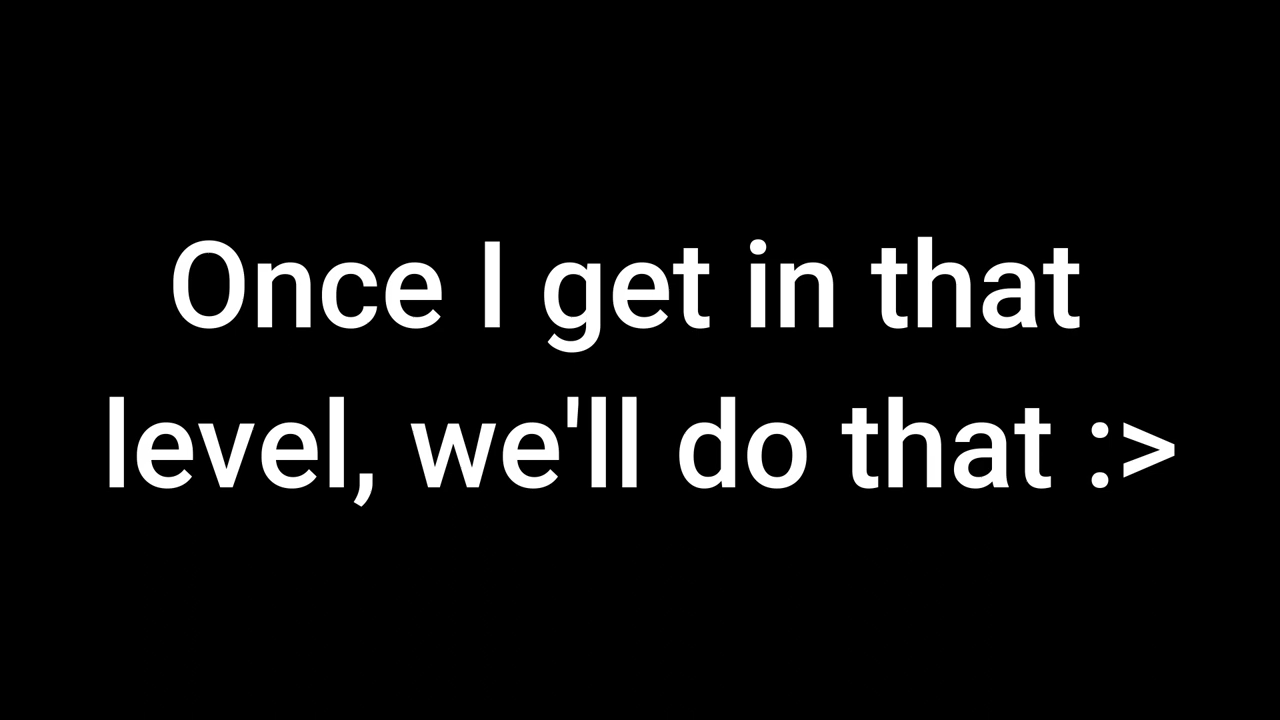 Once I get in that
level, we'll do that :>